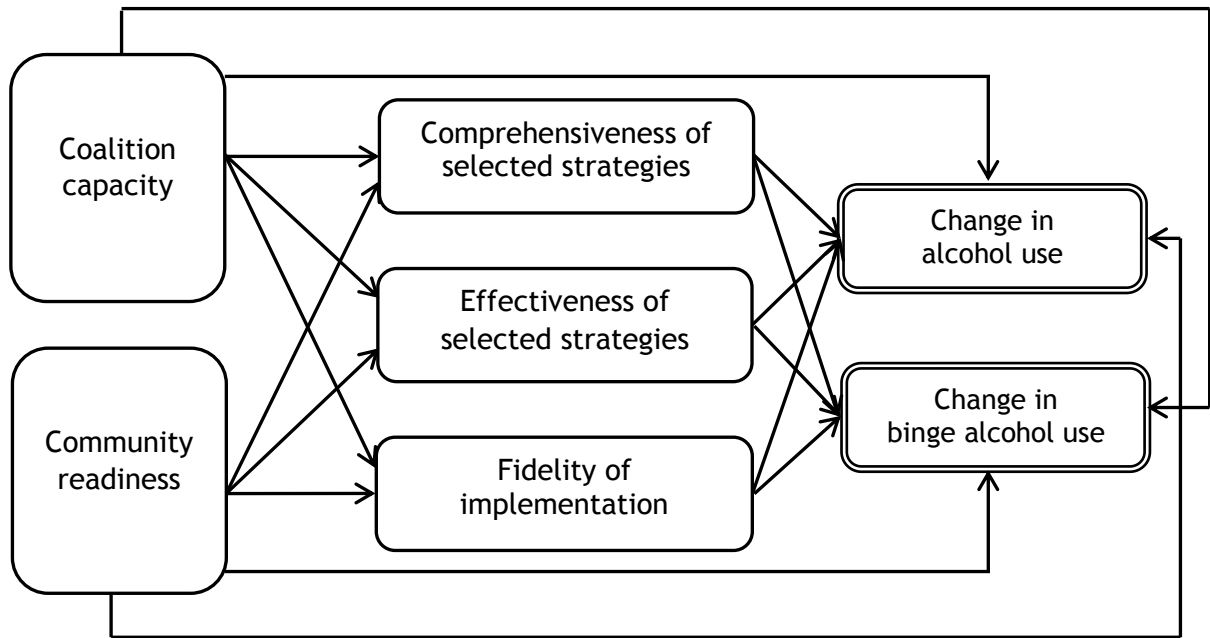 Coalition
capacity
Comprehensiveness of
selected strategies
Change in
alcohol use
Effectiveness of
selected strategies
Community
readiness
Change in
binge alcohol use
Fidelity of
implementation